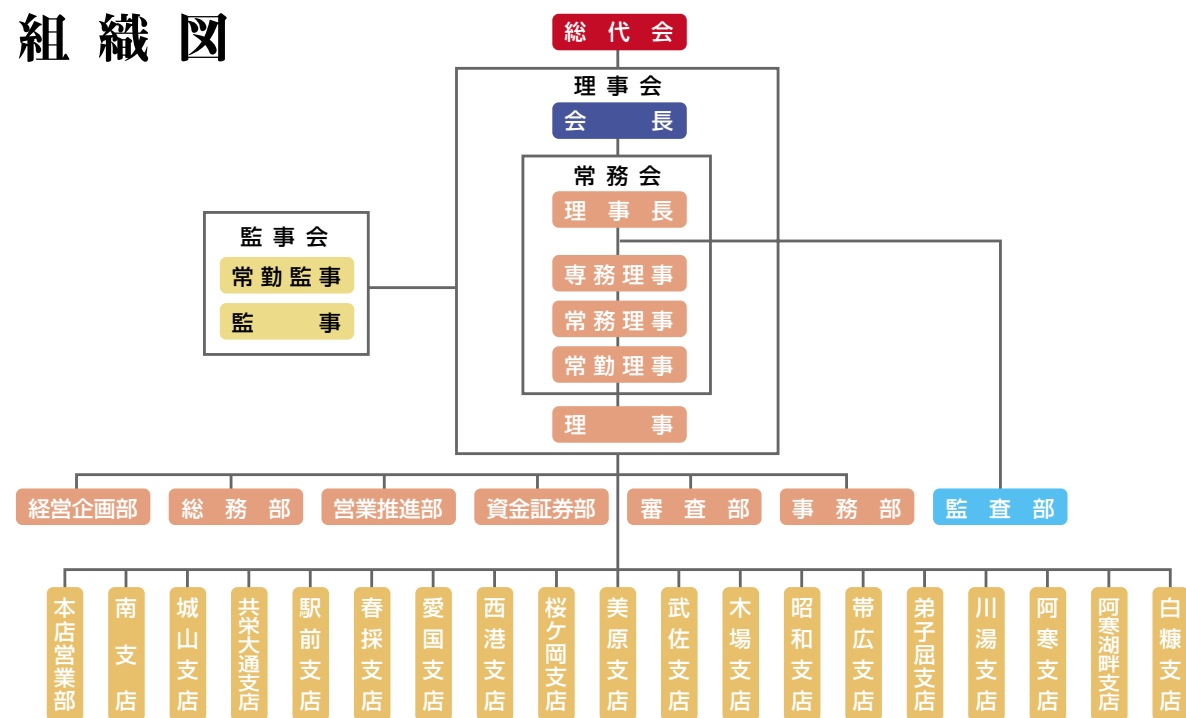 組織図
総代会
理事会
会長
常務会
理事長
監事会
常勤監事
監事
専務理事
常務理事
常勤理事
理事
経営企画部
総務部
営業推進部
資金証券部
審査部
事務部
監査部
本店営業部
南支店
城山支店
共栄大通支店
駅前支店
春採支店
愛国支店
西港支店
桜ケ岡支店
美原支店
武佐支店
木場支店
昭和支店
帯広支店
弟子屈支店
川湯支店
阿寒支店
阿寒湖畔支店
白糠支店